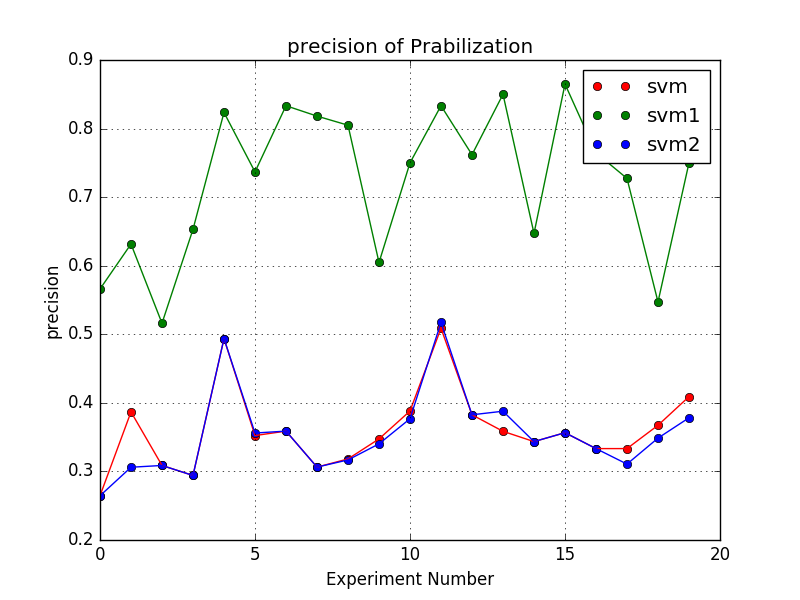 precision of Prabilization
0.9
0.8
0.7
0.6
0.5
0.4
0.3
0.2
precision
svm
svm1
svm2
0
5
10
15
20
Experiment Number